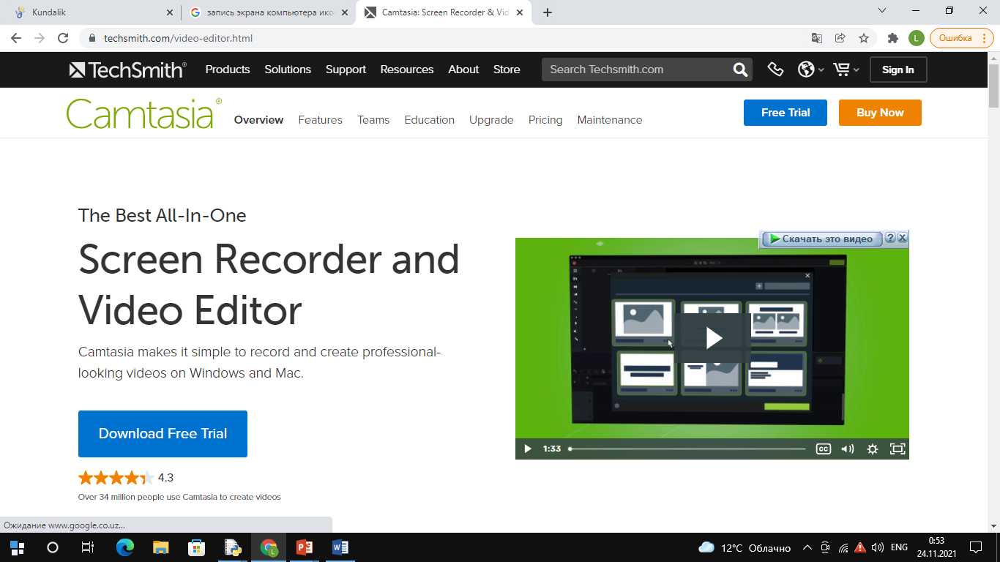 Kundalik
запись экрана компьютера ико
Camtasia: Screen Recorder & Vid
techsmith.com/video-editor.html
L
Ошибка
TechSmith®
Products
Solutions
Support
Resources
About
Store
Search Techsmith.com
Sign In
Camtasia®
Overview
Features
Teams
Education
Upgrade
Pricing
Maintenance
Free Trial
Buy Now
The Best All-In-One
Screen Recorder and
Video Editor
Camtasia makes it simple to record and create professional-
looking videos on Windows and Mac.
Download Free Trial
4.3
Over 34 million people use Camtasia to create videos
Скачать это видео
?
X
1:33
CC
Ожидание www.google.co.uz...
12°C Облачно
ENG
0:53
24.11.2021